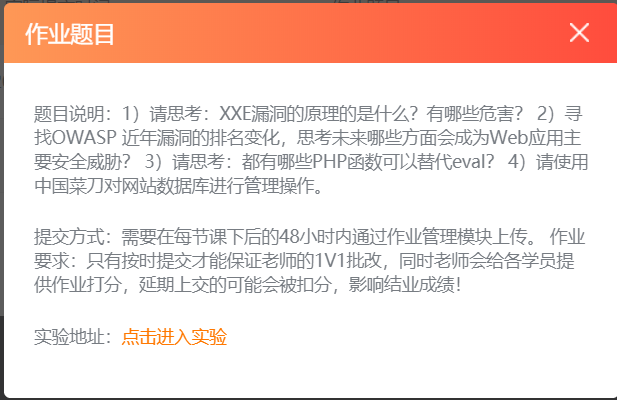 作业题目
题目说明：1）请思考：XXE漏洞的原理的是什么？有哪些危害？ 2）寻
找OWASP 近年漏洞的排名变化，思考未来哪些方面会成为Web应用主
要安全威胁？ 3）请思考：都有哪些PHP函数可以替代eval？ 4）请使用
中国菜刀对网站数据库进行管理操作。
提交方式：需要在每节课下后的48小时内通过作业管理模块上传。 作业
要求：只有按时提交才能保证老师的1V1批改，同时老师会给各学员提
供作业打分，延期上交的可能会被扣分，影响结业成绩！
实验地址：点击进入实验